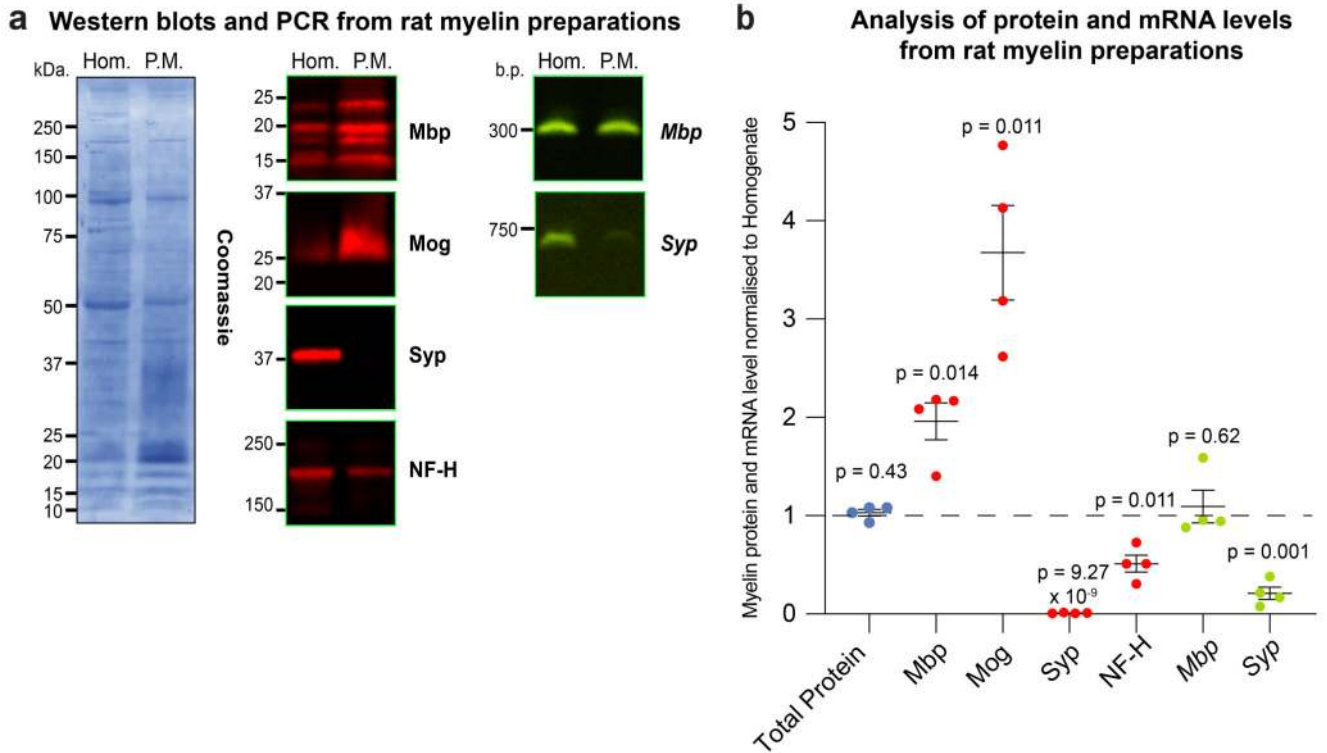 a Western blots and PCR from rat myelin preparations
kDa. Hom. P.M.
250
150
100
75
50
37
25
20
15
10
Coomassie
Hom. P.M.
25
20
15
Mbp
37
25
20
Mog
37
Syp
250
150
NF-H
b.p. Hom. P.M.
300
Mbp
750
Syp
b Analysis of protein and mRNA levels
from rat myelin preparations
Myelin protein and mRNA level normalised to Homogenate
5
4
3
2
1
0
p = 0.43
p = 0.014
p = 0.011
p = 9.27
x 10⁻⁹
p = 0.011
p = 0.62
p = 0.001
Total Protein
Mbp
Mog
Syp
NF-H
Mbp
Syp